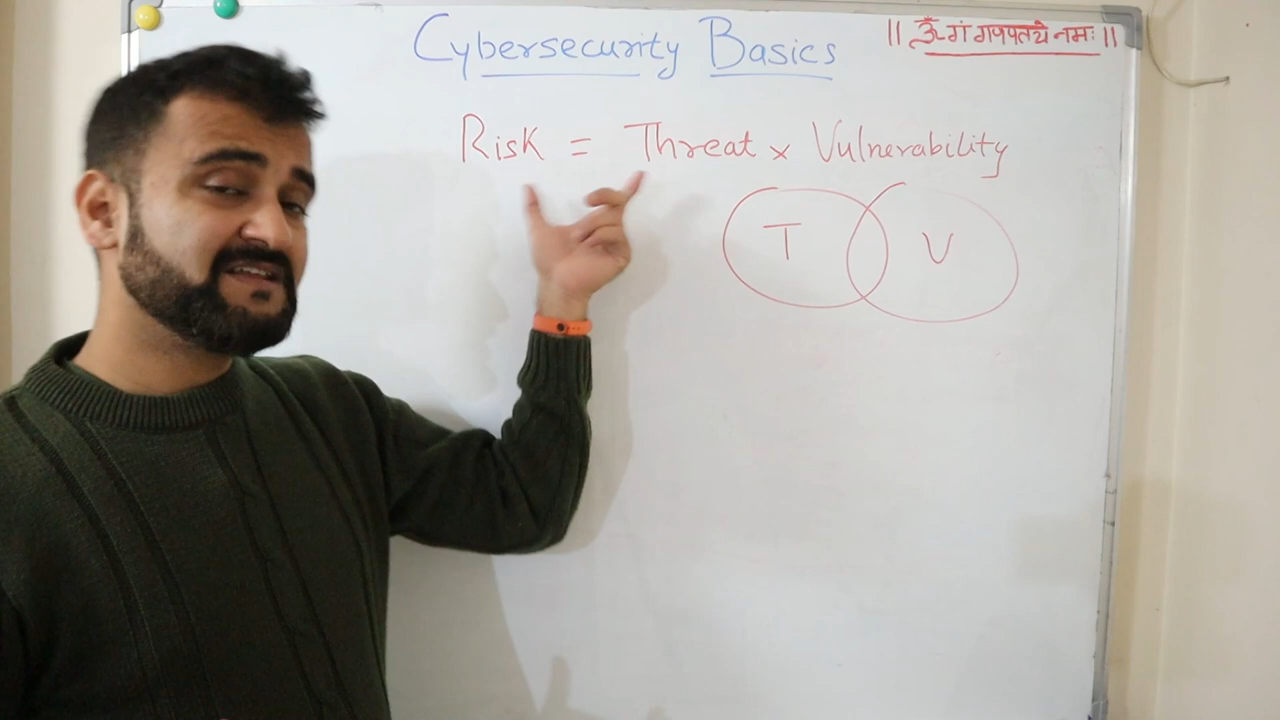 Cybersecurity Basics
|| ॐ गं गणपतये नमः ||
Risk = Threat x Vulnerability
T V